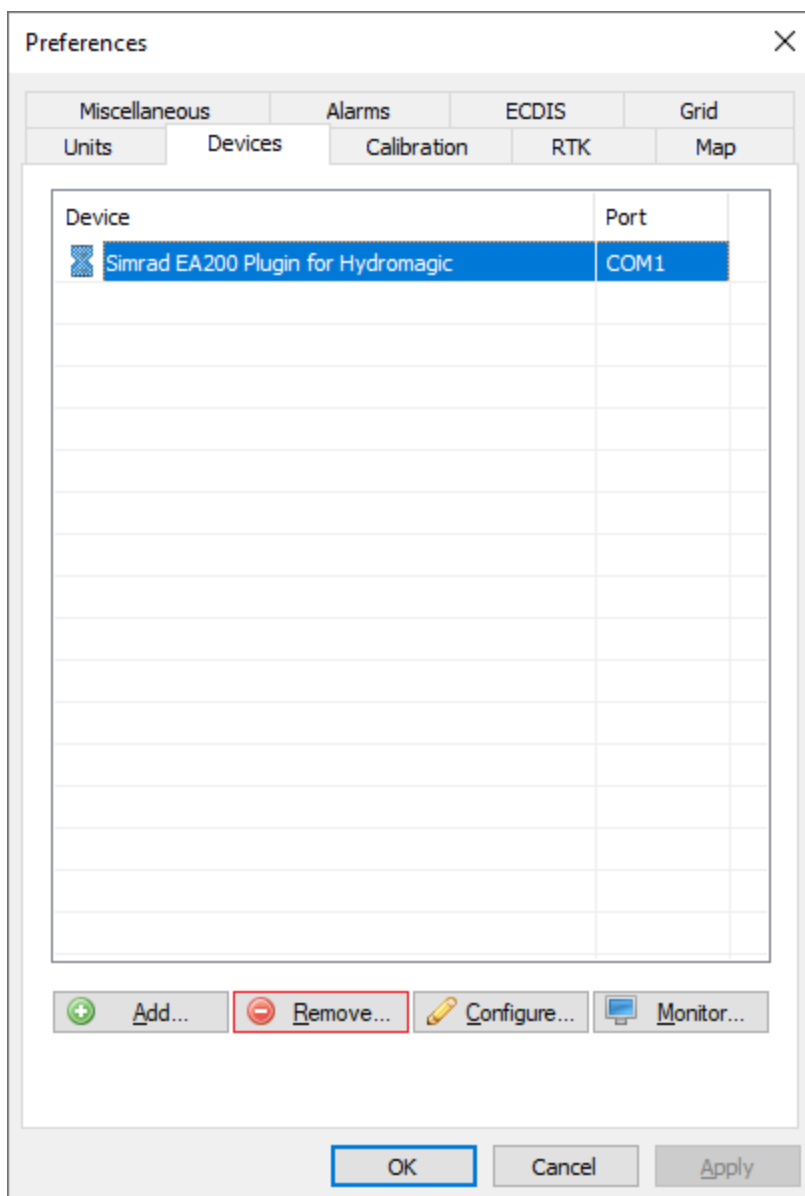 Preferences
Miscellaneous Alarms ECDIS Grid
Units Devices Calibration RTK Map
Device Port
Simrad EA200 Plugin for Hydromagic COM1
Add... Remove... Configure... Monitor...
OK Cancel Apply